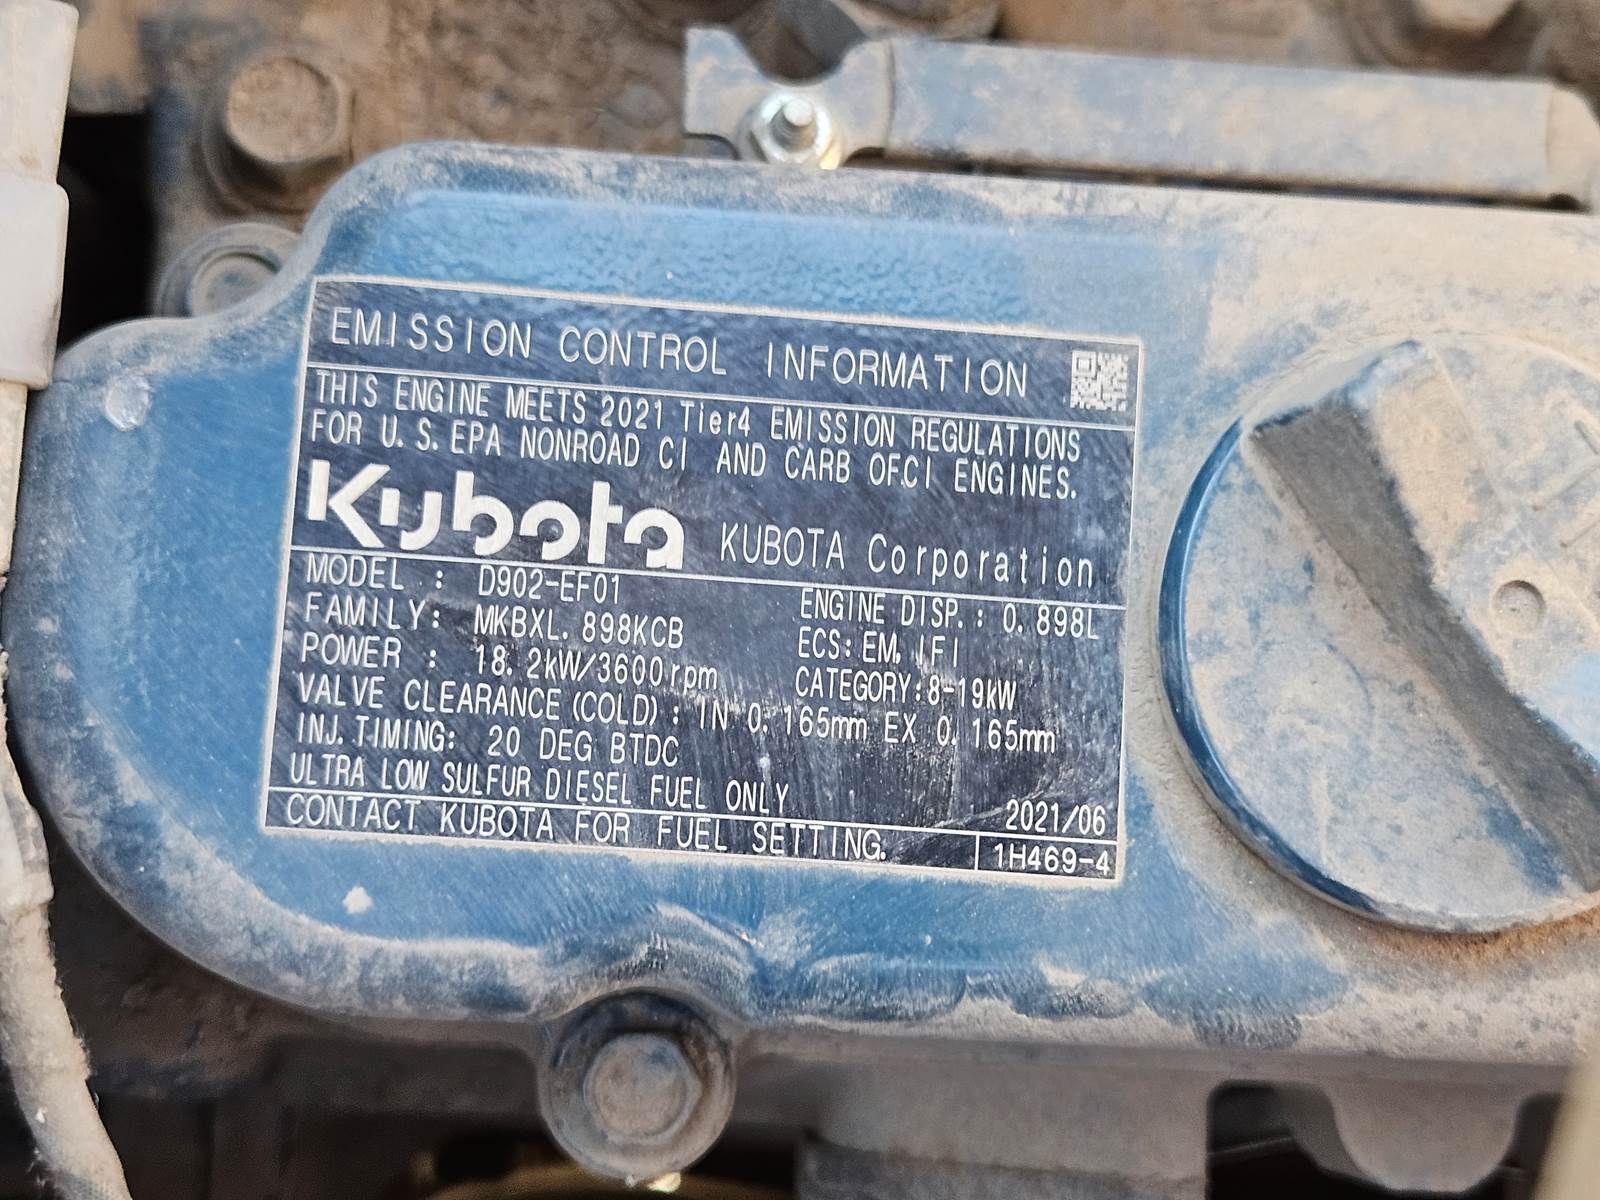 EMISSION CONTROL INFORMATION
THIS ENGINE MEETS 2021 Tier4 EMISSION REGULATIONS
FOR U.S.EPA NONROAD CI AND CARB OF.CI ENGINES.
Kubota KUBOTA Corporation
MODEL : D902-EF01 ENGINE DISP.: 0.898L
FAMILY: MKBXL.898KCB ECS: EM, IFI
POWER : 18.2kW/3600rpm CATEGORY:8-19kW
VALVE CLEARANCE (COLD) : IN 0.165mm EX 0.165mm
INJ.TIMING: 20 DEG BTDC
ULTRA LOW SULFUR DIESEL FUEL ONLY 2021/06
CONTACT KUBOTA FOR FUEL SETTING. 1H469-4